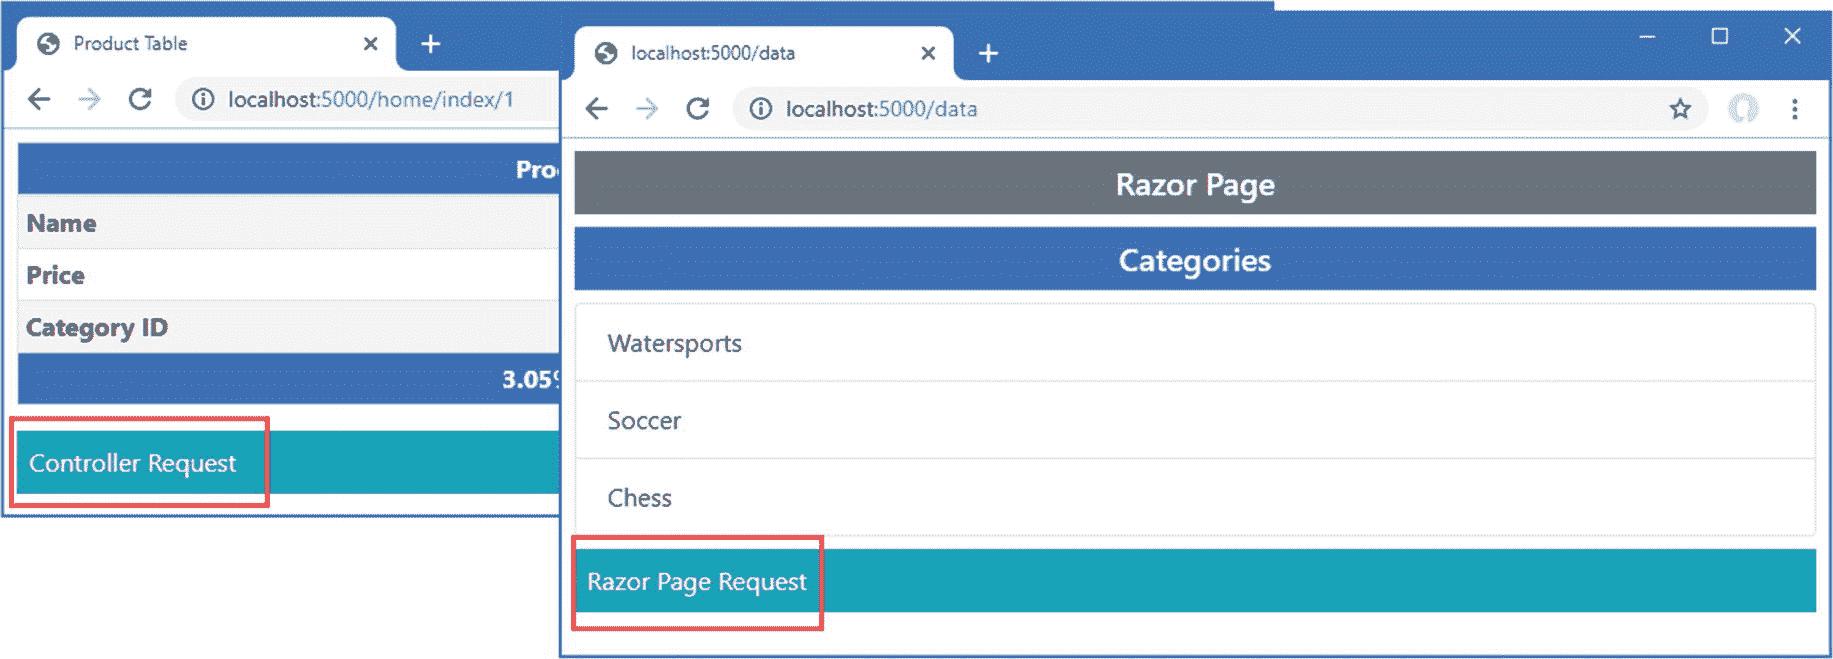 Product Table
localhost:5000/home/index/1
Pro
Name
Price
Category ID
3.05%
Controller Request
localhost:5000/data
localhost:5000/data
Razor Page
Categories
Watersports
Soccer
Chess
Razor Page Request